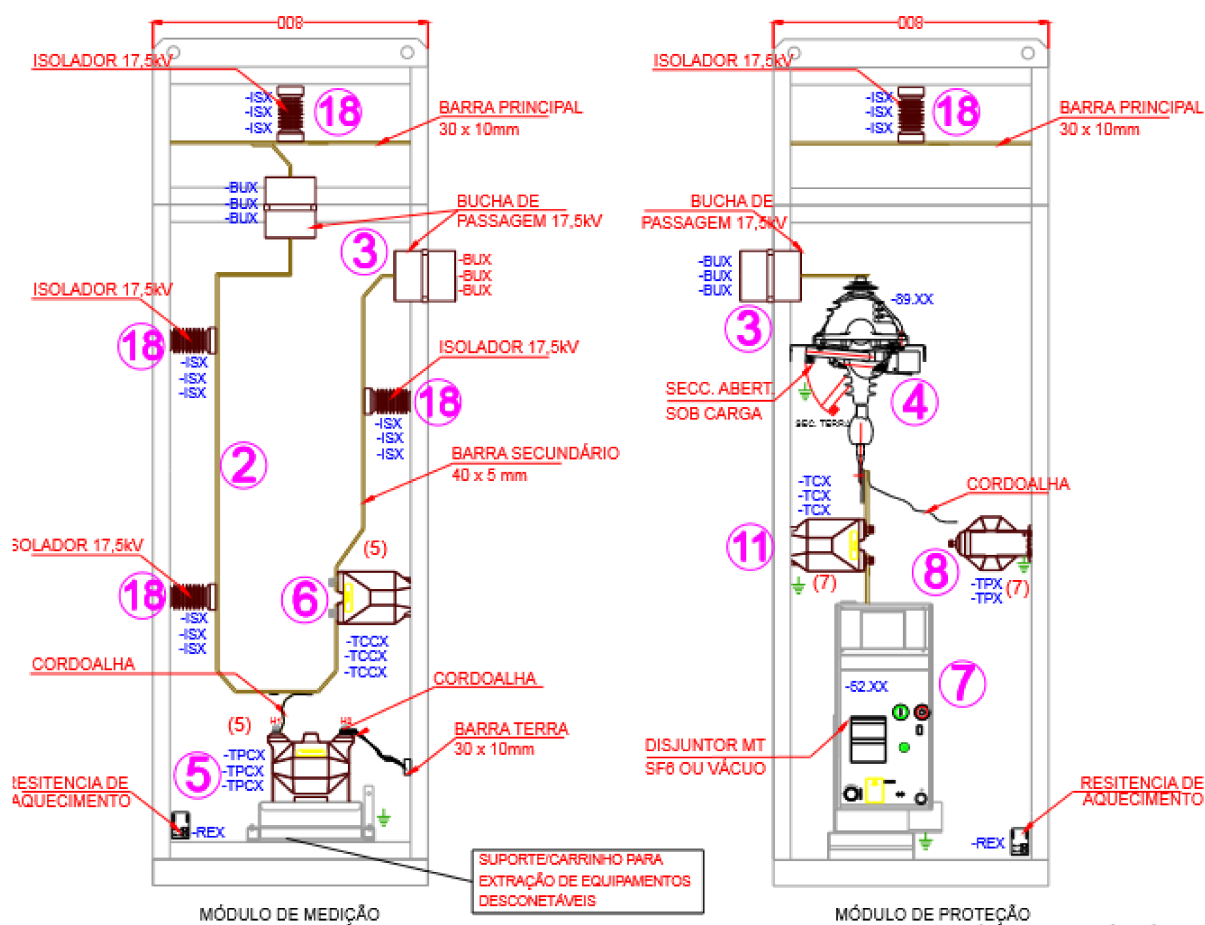 800
ISOLADOR 17,5kV
-ISX
-ISX
-ISX
18
BARRA PRINCIPAL
30 x 10mm
-BUX
-BUX
-BUX
BUCHA DE
PASSAGEM 17,5kV
3
-BUX
-BUX
-BUX
ISOLADOR 17,5kV
18
-ISX
-ISX
-ISX
ISOLADOR 17,5kV
18
-ISX
-ISX
-ISX
2
BARRA SECUNDÁRIO
40 x 5 mm
SOLADOR 17,5kV
(5)
18
-ISX
-ISX
-ISX
6
-TCCX
-TCCX
-TCCX
CORDOALHA
CORDOALHA
(5)
H1
BARRA TERRA
30 x 10mm
5
-TPCX
-TPCX
-TPCX
RESITENCIA DE
AQUECIMENTO
-REX
SUPORTE/CARRINHO PARA
EXTRAÇÃO DE EQUIPAMENTOS
DESCONETÁVEIS
MÓDULO DE MEDIÇÃO
800
ISOLADOR 17,5kV
-ISX
-ISX
-ISX
18
BARRA PRINCIPAL
30 x 10mm
BUCHA DE
PASSAGEM 17,5kV
-BUX
-BUX
-BUX
3
-89.XX
SECC. ABERT.
SOB CARGA
4
SEC. TERRA
-TCX
-TCX
-TCX
CORDOALHA
11
(7)
8
-TPX
-TPX
(7)
7
-52.XX
DISJUNTOR MT
SF6 OU VÁCUO
RESITENCIA DE
AQUECIMENTO
-REX
MÓDULO DE PROTEÇÃO